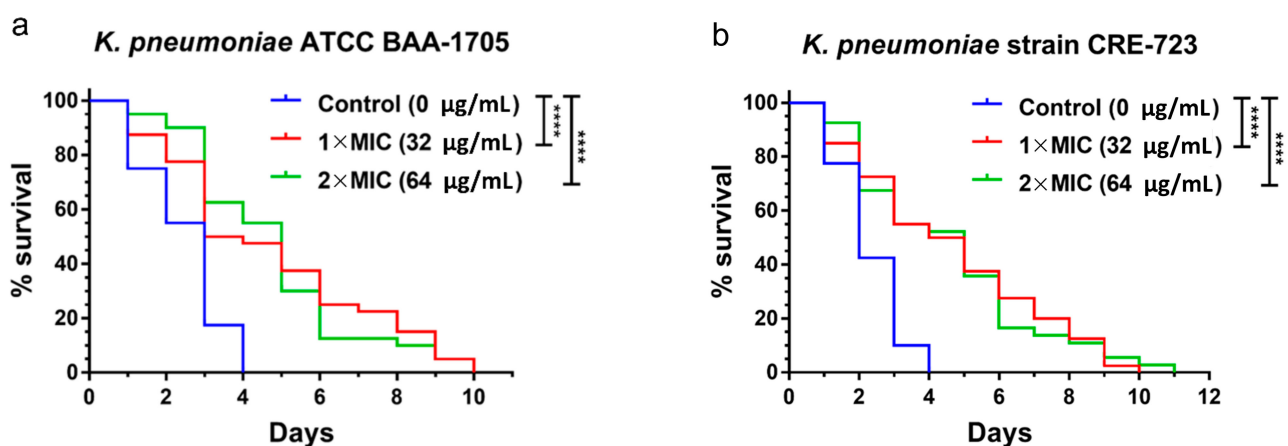 a
K. pneumoniae ATCC BAA-1705
Control (0 μg/mL)
1×MIC (32 μg/mL)
2×MIC (64 μg/mL)
****
****
% survival
100
80
60
40
20
0
0 2 4 6 8 10
Days
b
K. pneumoniae strain CRE-723
Control (0 μg/mL)
1×MIC (32 μg/mL)
2×MIC (64 μg/mL)
****
****
% survival
100
80
60
40
20
0
0 2 4 6 8 10 12
Days